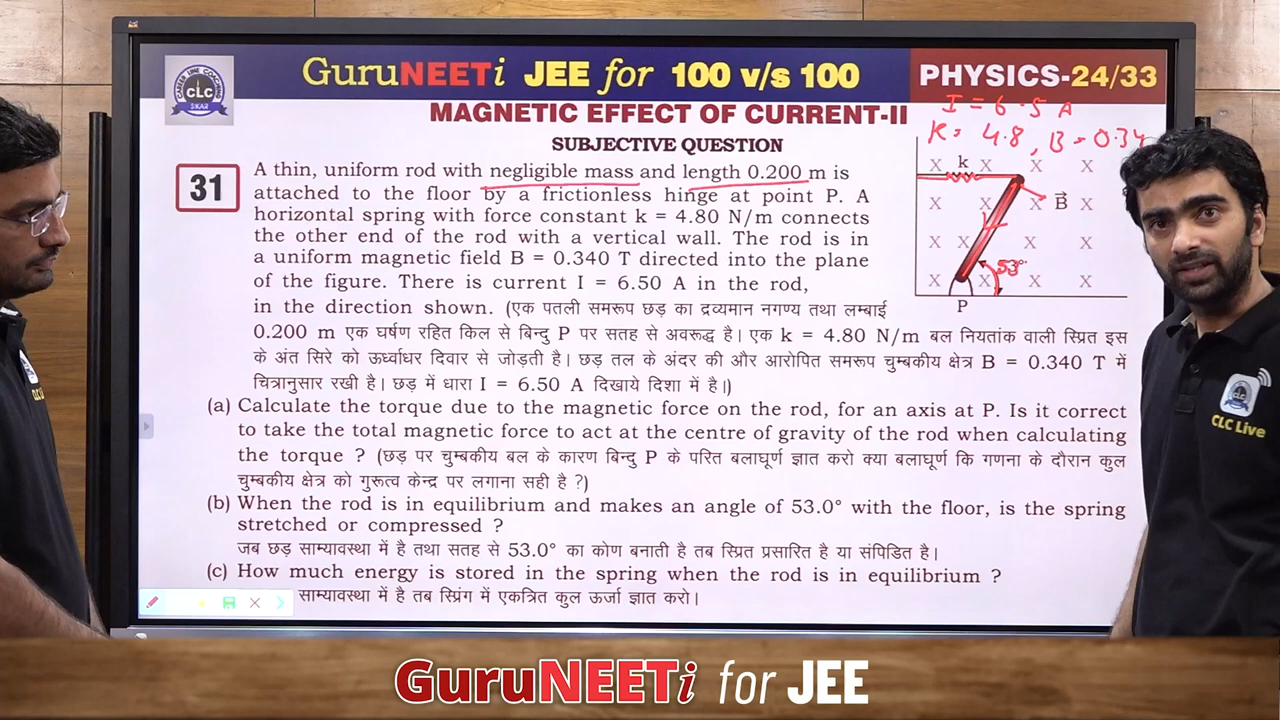 GuruNEETi JEE for 100 v/s 100
PHYSICS-24/33
CAREER LINE COACHING
CLC
SIKAR
MAGNETIC EFFECT OF CURRENT-II
I = 6.5 A
K = 4.8, B = 0.34
SUBJECTIVE QUESTION
31
A thin, uniform rod with negligible mass and length 0.200 m is
attached to the floor by a frictionless hinge at point P. A
horizontal spring with force constant k = 4.80 N/m connects
the other end of the rod with a vertical wall. The rod is in
a uniform magnetic field B = 0.340 T directed into the plane
of the figure. There is current I = 6.50 A in the rod,
in the direction shown. (एक पतली समरूप छड़ का द्रव्यमान नगण्य तथा लम्बाई
0.200 m एक घर्षण रहित किल से बिन्दु P पर सतह से अवरूद्ध है। एक k = 4.80 N/m बल नियतांक वाली स्प्रित इस
के अंत सिरे को ऊर्ध्वाधर दिवार से जोड़ती है। छड़ तल के अंदर की और आरोपित समरूप चुम्बकीय क्षेत्र B = 0.340 T में
चित्रानुसार रखी है। छड़ में धारा I = 6.50 A दिखाये दिशा में है।)
X k X X X
X X X B X
I
X X X X
53°
X X X X
P
(a) Calculate the torque due to the magnetic force on the rod, for an axis at P. Is it correct
to take the total magnetic force to act at the centre of gravity of the rod when calculating
the torque ? (छड़ पर चुम्बकीय बल के कारण बिन्दु P के परित बलाघूर्ण ज्ञात करो क्या बलाघूर्ण कि गणना के दौरान कुल
चुम्बकीय क्षेत्र को गुरूत्व केन्द्र पर लगाना सही है ?)
(b) When the rod is in equilibrium and makes an angle of 53.0° with the floor, is the spring
stretched or compressed ?
जब छड़ साम्यावस्था में है तथा सतह से 53.0° का कोण बनाती है तब स्प्रित प्रसारित है या संपिडित है।
(c) How much energy is stored in the spring when the rod is in equilibrium ?
साम्यावस्था में है तब स्प्रिंग में एकत्रित कुल ऊर्जा ज्ञात करो।
CLC Live
GuruNEETi for JEE